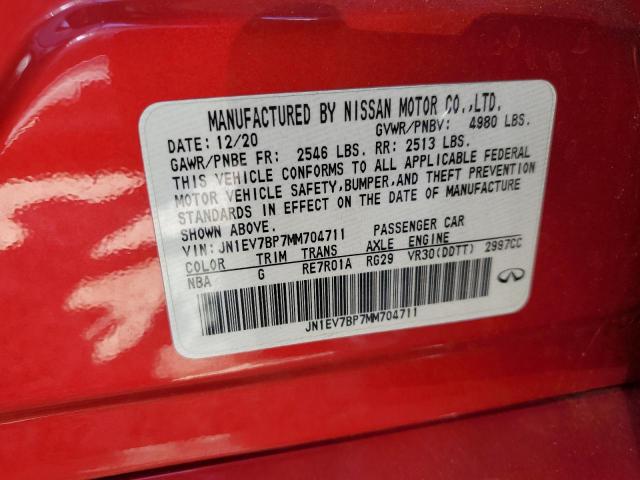 MANUFACTURED BY NISSAN MOTOR CO.,LTD.
DATE: 12/20 GVWR/PNBV: 4980 LBS.
GAWR/PNBE FR: 2546 LBS. RR: 2513 LBS.
THIS VEHICLE CONFORMS TO ALL APPLICABLE FEDERAL
MOTOR VEHICLE SAFETY,BUMPER,AND THEFT PREVENTION
STANDARDS IN EFFECT ON THE DATE OF MANUFACTURE
SHOWN ABOVE.
VIN: JN1EV7BP7MM704711 PASSENGER CAR
COLOR TRIM TRANS AXLE ENGINE
NBA G RE7R01A RG29 VR30(DDTT) 2997CC
JN1EV7BP7MM704711